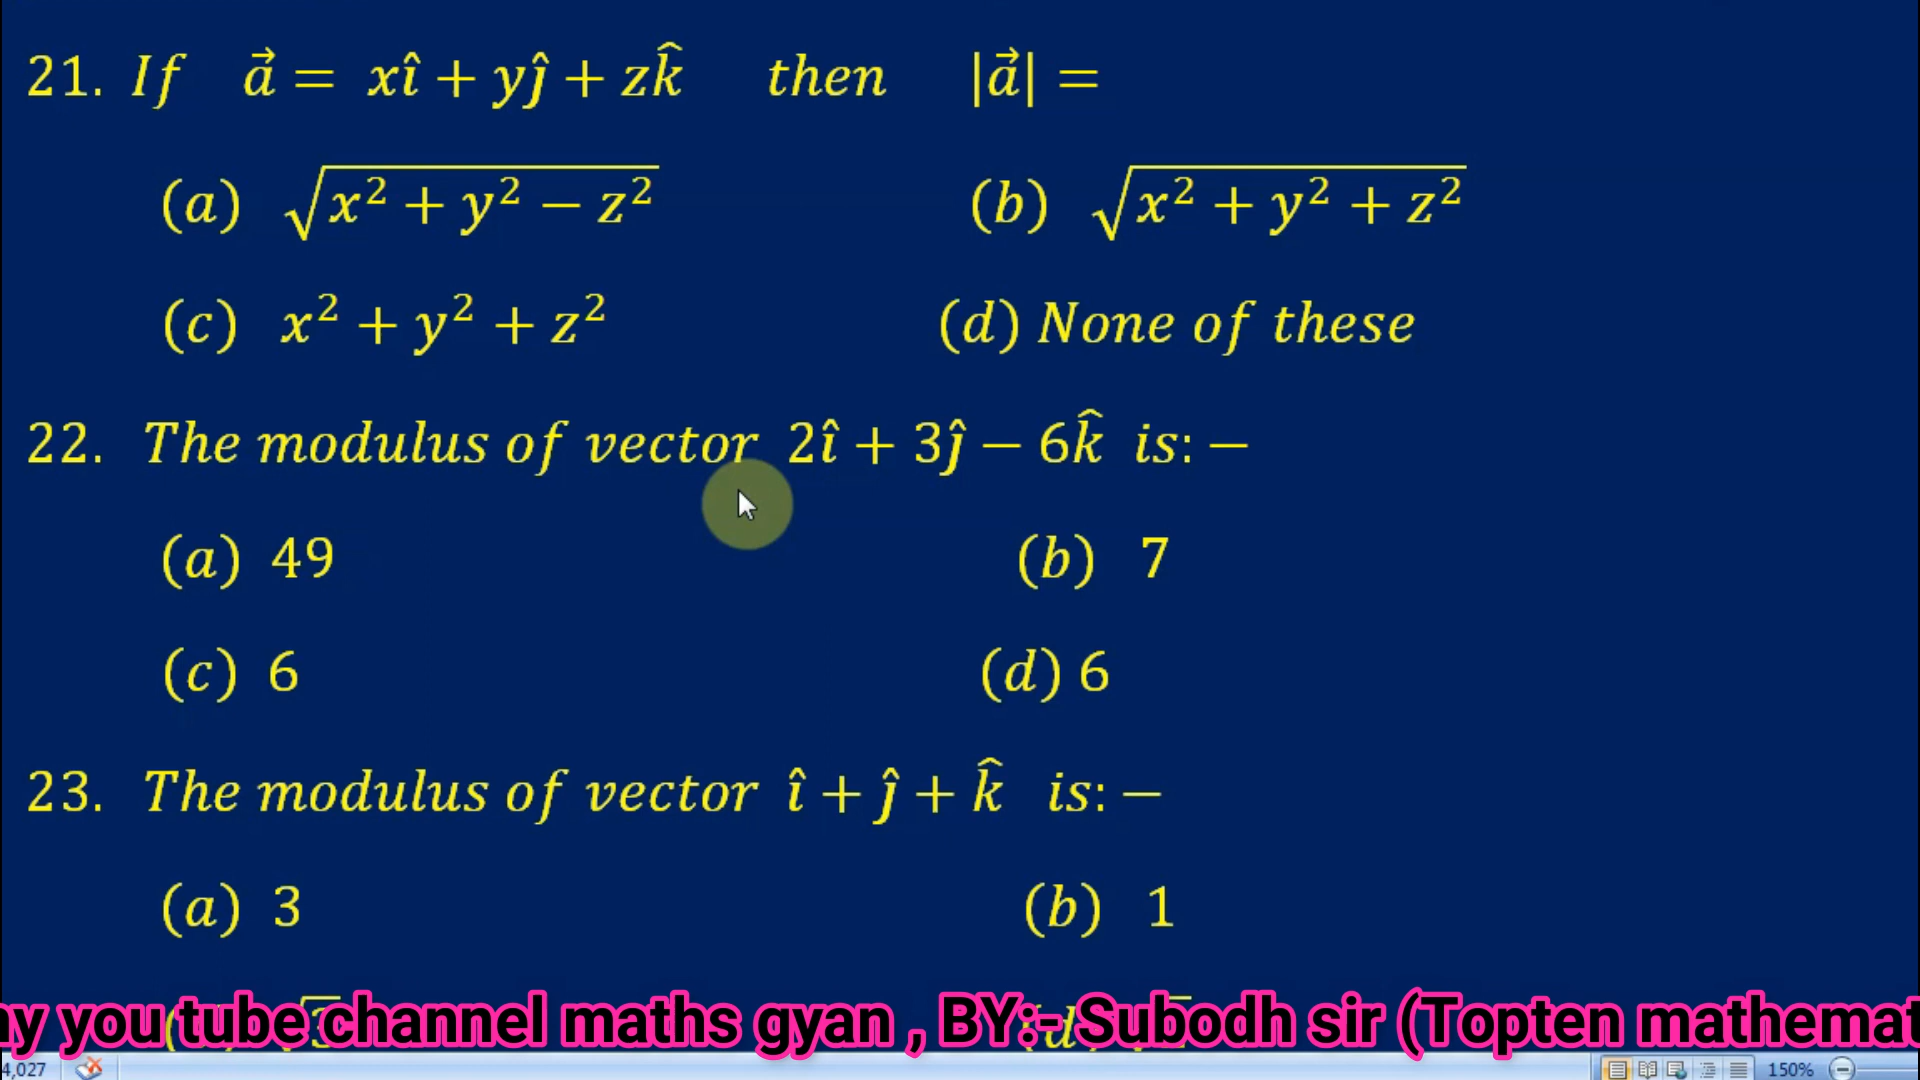 21. If a⃗ = xî + yĵ + zk̂ then |a⃗| =
(a) √(x² + y² − z²) (b) √(x² + y² + z²)
(c) x² + y² + z² (d) None of these
22. The modulus of vector 2î + 3ĵ − 6k̂ is: −
(a) 49 (b) 7
(c) 6 (d) 6
23. The modulus of vector î + ĵ + k̂ is: −
(a) 3 (b) 1
you tube channel maths gyan , BY:- Subodh sir (Topten
4,027 150%